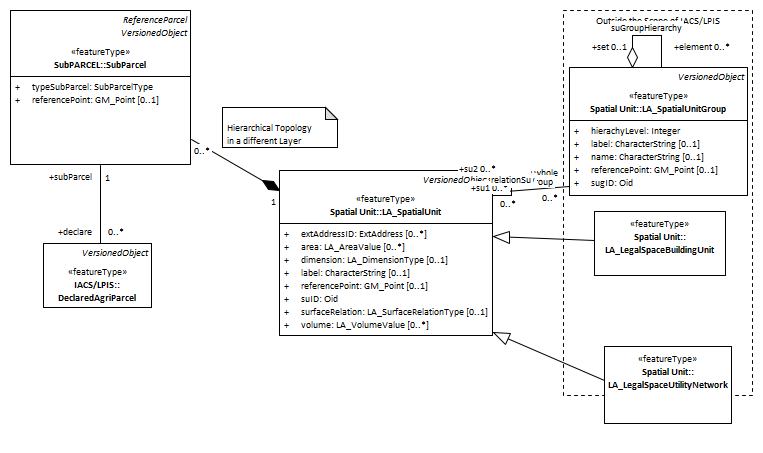 ReferenceParcel
VersionedObject
«featureType»
SubPARCEL::SubParcel
+ typeSubParcel: SubParcelType
+ referencePoint: GM_Point [0..1]
Hierarchical Topology
in a different Layer
0..*
1
+subParcel
1
+declare
0..*
VersionedObject
«featureType»
IACS/LPIS::
DeclaredAgriParcel
+su2 0..*
VersionedObject
relationSu
+su1 0..*
«featureType»
Spatial Unit::LA_SpatialUnit
+ extAddressID: ExtAddress [0..*]
+ area: LA_AreaValue [0..*]
+ dimension: LA_DimensionType [0..1]
+ label: CharacterString [0..1]
+ referencePoint: GM_Point [0..1]
+ suID: Oid
+ surfaceRelation: LA_SurfaceRelationType [0..1]
+ volume: LA_VolumeValue [0..*]
0..*
0..*
Outside the Scope of IACS/LPIS
suGroupHierarchy
+set 0..1
+element 0..*
VersionedObject
«featureType»
Spatial Unit::LA_SpatialUnitGroup
+ hierachyLevel: Integer
+ label: CharacterString [0..1]
+ name: CharacterString [0..1]
+ referencePoint: GM_Point [0..1]
+ sugID: Oid
«featureType»
Spatial Unit::
LA_LegalSpaceBuildingUnit
«featureType»
Spatial Unit::
LA_LegalSpaceUtilityNetwork